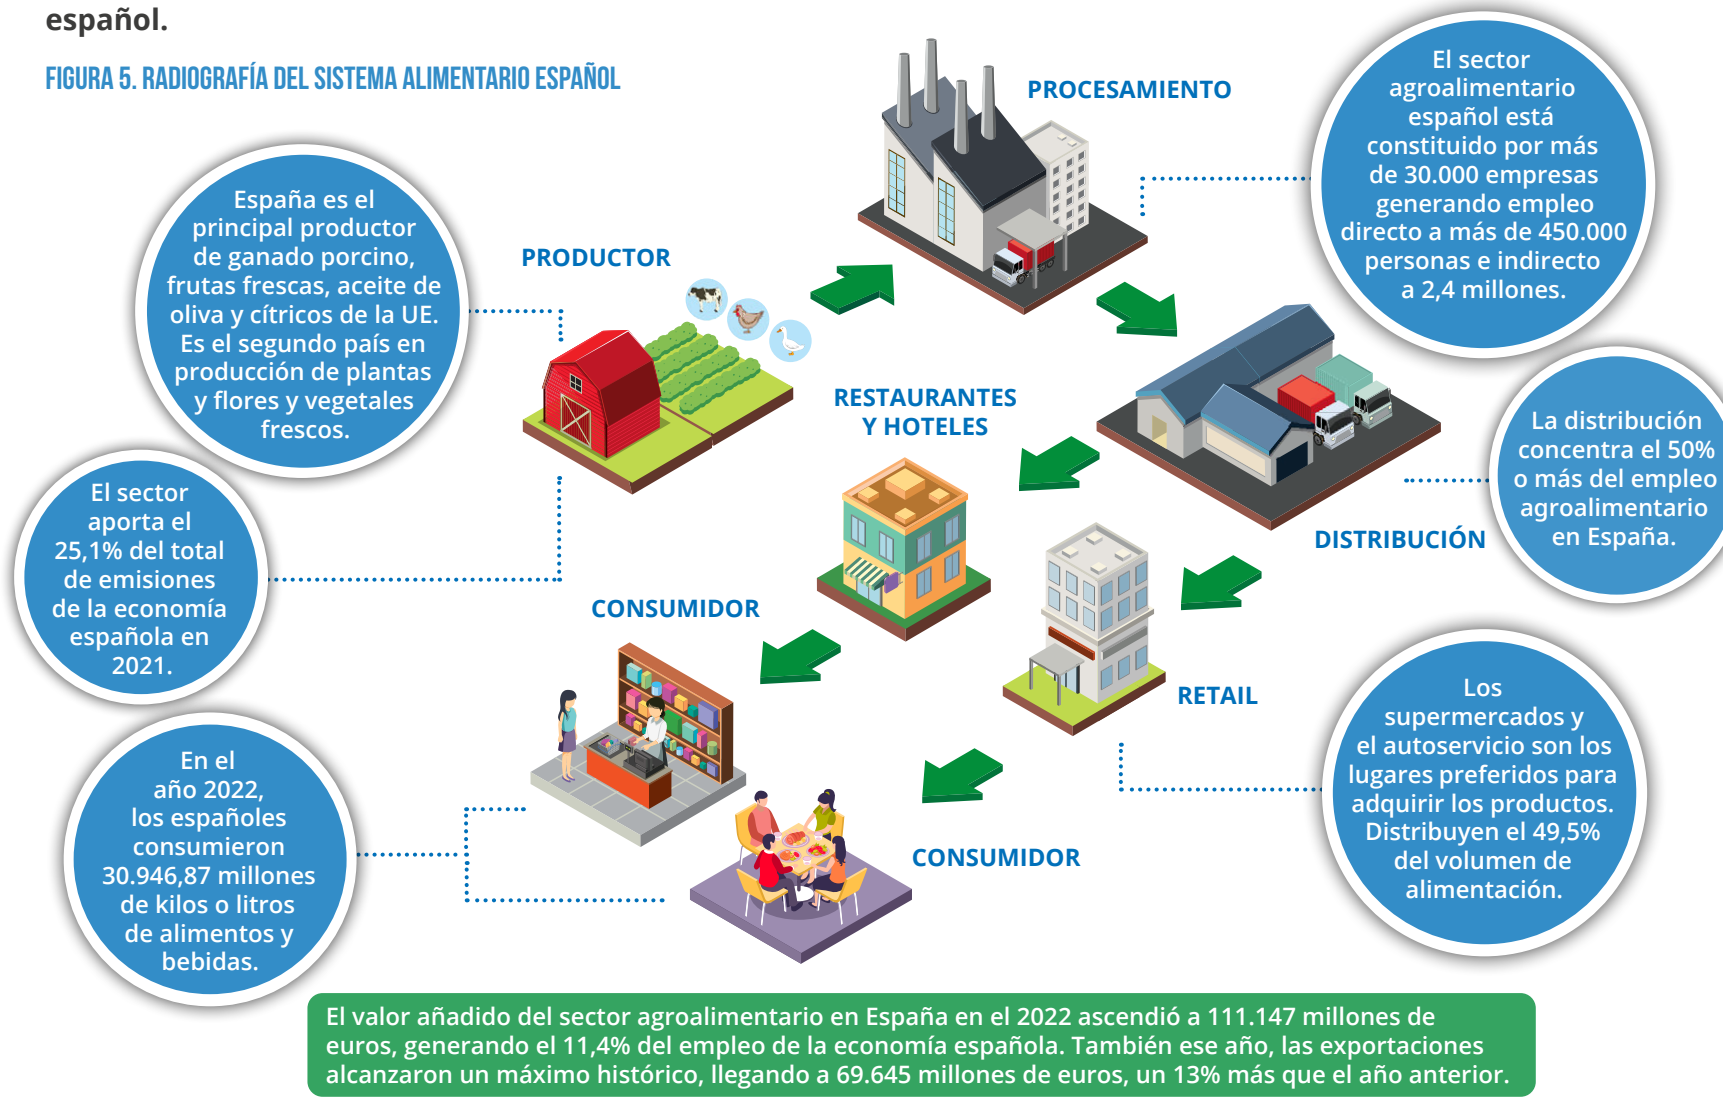 español.
FIGURA 5. RADIOGRAFÍA DEL SISTEMA ALIMENTARIO ESPAÑOL
PROCESAMIENTO
El sector
agroalimentario
español está
constituido por más
de 30.000 empresas
generando empleo
directo a más de 450.000
personas e indirecto
a 2,4 millones.
España es el
principal productor
de ganado porcino,
frutas frescas, aceite de
oliva y cítricos de la UE.
Es el segundo país en
producción de plantas
y flores y vegetales
frescos.
PRODUCTOR
RESTAURANTES
Y HOTELES
La distribución
concentra el 50%
o más del empleo
agroalimentario
en España.
DISTRIBUCIÓN
El sector
aporta el
25,1% del total
de emisiones
de la economía
española en
2021.
CONSUMIDOR
RETAIL
Los
supermercados y
el autoservicio son los
lugares preferidos para
adquirir los productos.
Distribuyen el 49,5%
del volumen de
alimentación.
En el
año 2022,
los españoles
consumieron
30.946,87 millones
de kilos o litros
de alimentos y
bebidas.
CONSUMIDOR
El valor añadido del sector agroalimentario en España en el 2022 ascendió a 111.147 millones de
euros, generando el 11,4% del empleo de la economía española. También ese año, las exportaciones
alcanzaron un máximo histórico, llegando a 69.645 millones de euros, un 13% más que el año anterior.